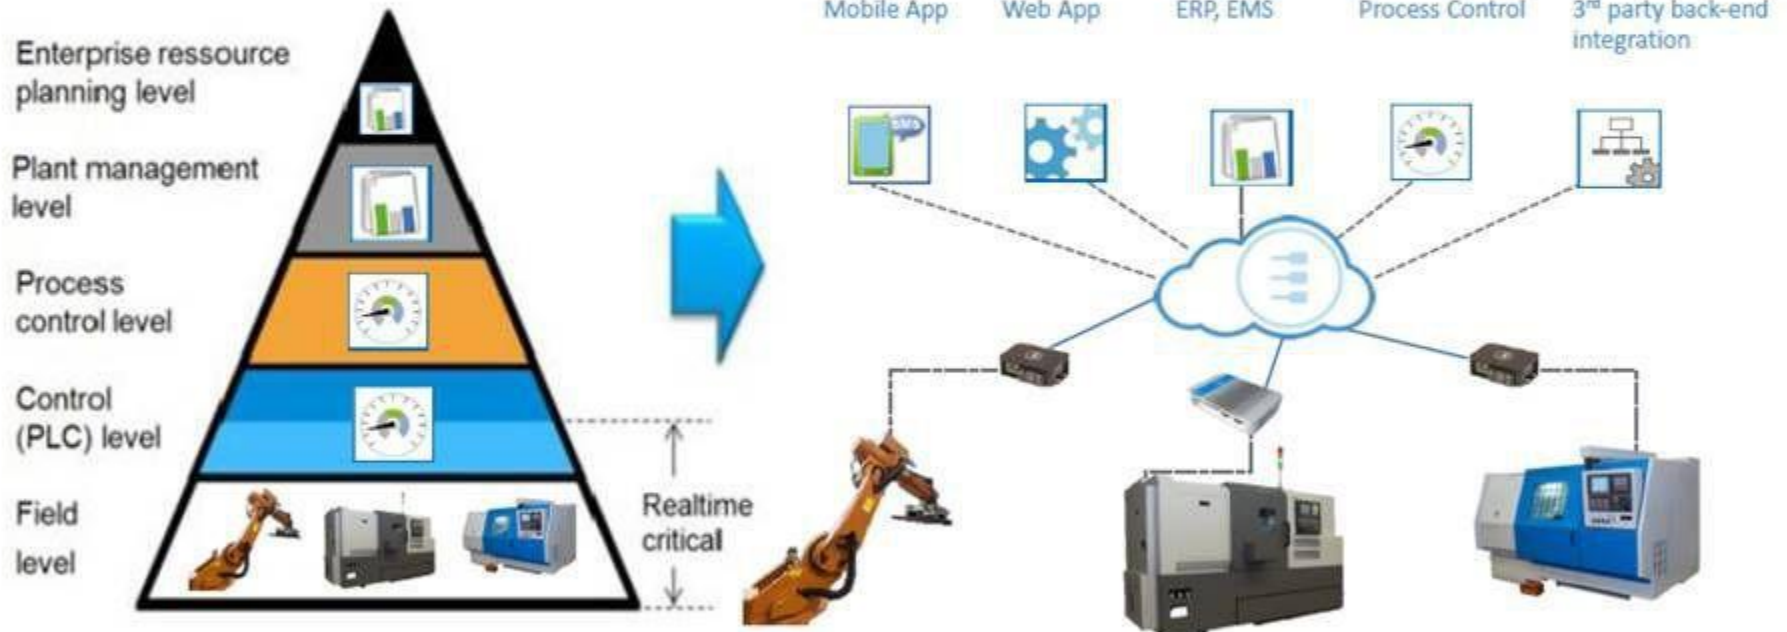 Enterprise ressource
planning level
Plant management
level
Process
control level
Control
(PLC) level
Field
level
Realtime
critical
Mobile App
Web App
ERP, EMS
Process Control
3rd party back-end
integration
SMS